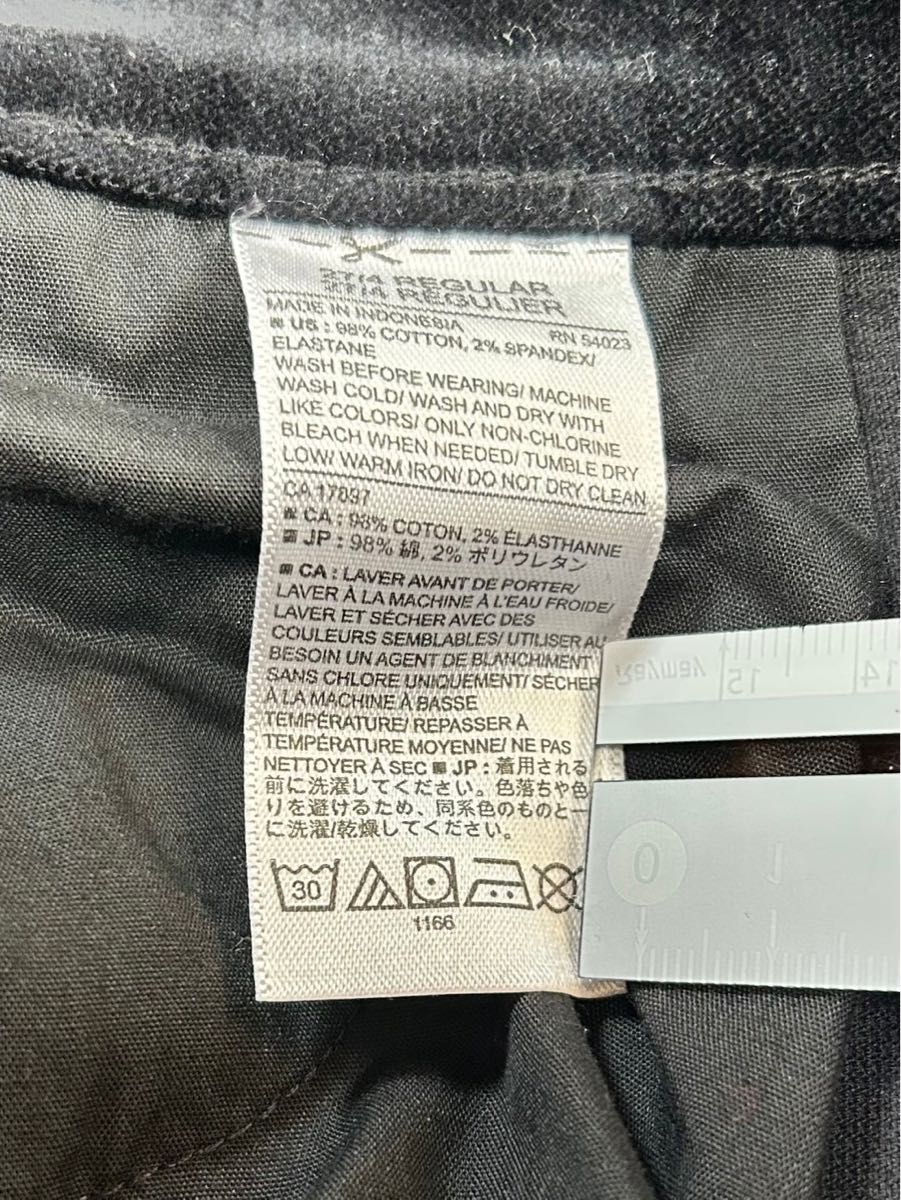 27/4 REGULAR
27/4 RÉGULIER
MADE IN INDONESIA RN 54023
US : 98% COTTON, 2% SPANDEX/
ELASTANE
WASH BEFORE WEARING/ MACHINE
WASH COLD/ WASH AND DRY WITH
LIKE COLORS/ ONLY NON-CHLORINE
BLEACH WHEN NEEDED/ TUMBLE DRY
LOW/ WARM IRON/ DO NOT DRY CLEAN
CA 17897
CA : 98% COTON, 2% ÉLASTHANNE
JP : 98% 綿, 2% ポリウレタン
CA : LAVER AVANT DE PORTER/
LAVER À LA MACHINE À L'EAU FROIDE/
LAVER ET SÉCHER AVEC DES
COULEURS SEMBLABLES/ UTILISER AU
BESOIN UN AGENT DE BLANCHIMENT
SANS CHLORE UNIQUEMENT/ SÉCHER
À LA MACHINE À BASSE
TEMPÉRATURE/ REPASSER À
TEMPÉRATURE MOYENNE/ NE PAS
NETTOYER À SEC JP : 着用される
前に洗濯してください。色落ちや色
りを避けるため、同系色のものと一
に洗濯/乾燥してください。
30
1166
15 14
0 1